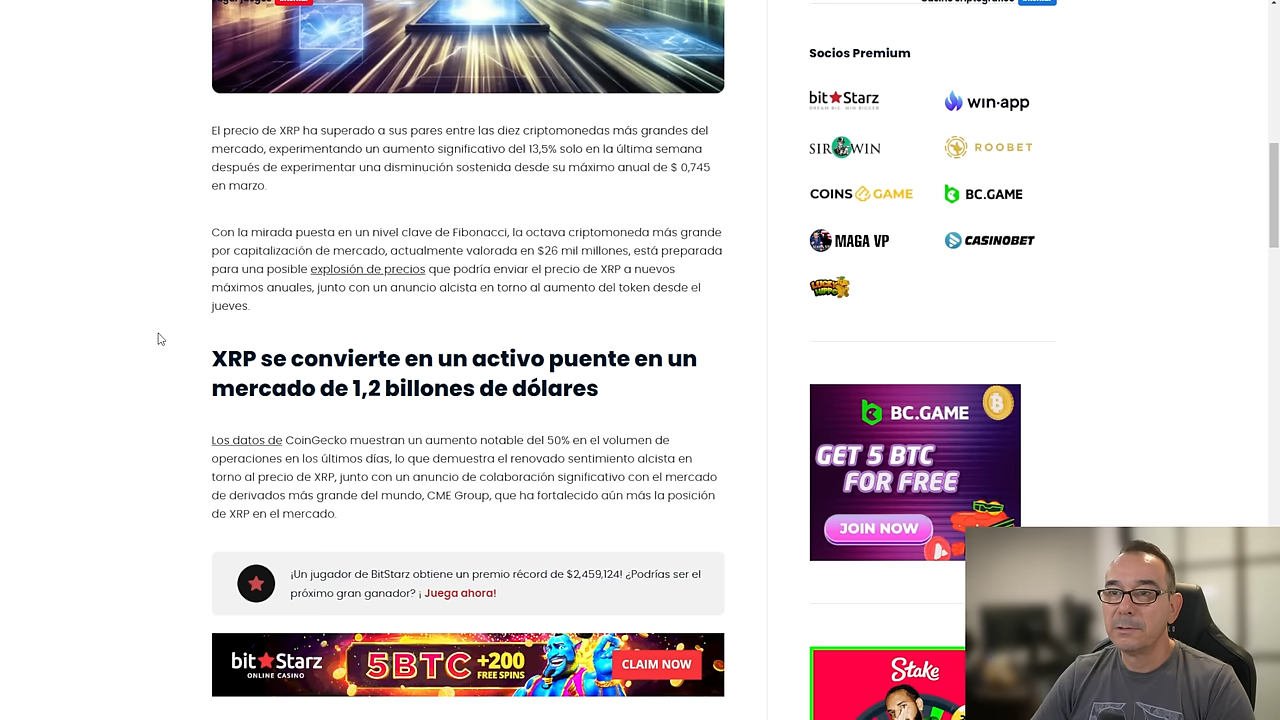 El precio de XRP ha superado a sus pares entre las diez criptomonedas más grandes del
mercado, experimentando un aumento significativo del 13,5% solo en la última semana
después de experimentar una disminución sostenida desde su máximo anual de $ 0,745
en marzo.
Con la mirada puesta en un nivel clave de Fibonacci, la octava criptomoneda más grande
por capitalización de mercado, actualmente valorada en $26 mil millones, está preparada
para una posible explosión de precios que podría enviar el precio de XRP a nuevos
máximos anuales, junto con un anuncio alcista en torno al aumento del token desde el
jueves.
XRP se convierte en un activo puente en un
mercado de 1,2 billones de dólares
Los datos de CoinGecko muestran un aumento notable del 50% en el volumen de
operaciones en los últimos días, lo que demuestra el renovado sentimiento alcista en
torno al precio de XRP, junto con un anuncio de colaboración significativo con el mercado
de derivados más grande del mundo, CME Group, que ha fortalecido aún más la posición
de XRP en el mercado.
¡Un jugador de BitStarz obtiene un premio récord de $2,459,124! ¿Podrías ser el
próximo gran ganador? ¡ Juega ahora!
bit★Starz
ONLINE CASINO
5BTC +200
FREE SPINS
CLAIM NOW
Socios Premium
bit★Starz
DREAM BIG. WIN BIGGER
win·app
SIRWIN
ROOBET
COINS GAME
BC.GAME
MAGA VP
CASINOBET
LUCKY
HIPPO
BC.GAME
GET 5 BTC
FOR FREE
JOIN NOW
Stake